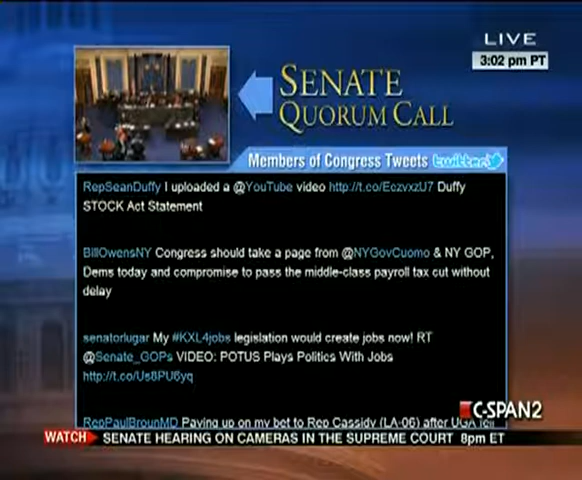 LIVE
3:02 pm PT
SENATE
QUORUM CALL
Members of Congress Tweets twitter
RepSeanDuffy I uploaded a @YouTube video http://t.co/EczvxzU7 Duffy
STOCK Act Statement
BillOwensNY Congress should take a page from @NYGovCuomo & NY GOP,
Dems today and compromise to pass the middle-class payroll tax cut without
delay
senatorlugar My #KXL4jobs legislation would create jobs now! RT
@Senate_GOPs VIDEO: POTUS Plays Politics With Jobs
http://t.co/Us8PU6yq
RepPaulBrounMD Paying up on my bet to Rep Cassidy (LA-06) after UGA fell
C-SPAN2
WATCH SENATE HEARING ON CAMERAS IN THE SUPREME COURT 8pm ET